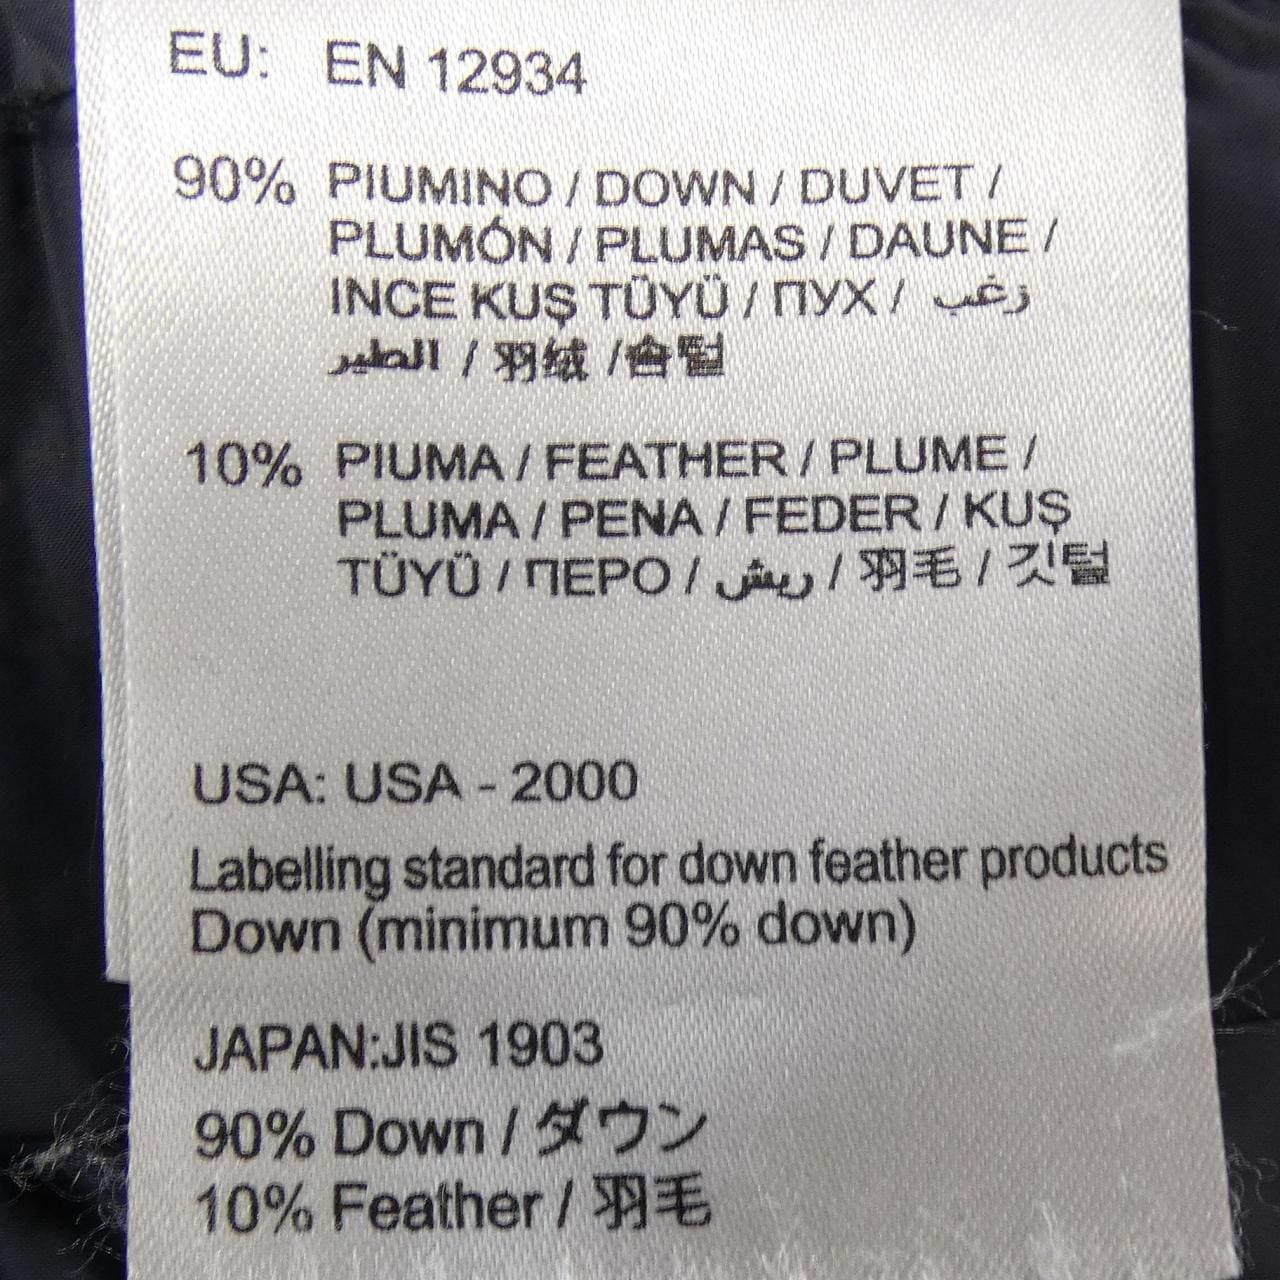 EU: EN 12934
90% PIUMINO / DOWN / DUVET /
PLUMÓN / PLUMAS / DAUNE /
INCE KUŞ TÜYÜ / ПУХ / زغب
الطير / 羽绒 /솜털
10% PIUMA / FEATHER / PLUME /
PLUMA / PENA / FEDER / KUŞ
TÜYÜ / ПЕРО / ريش / 羽毛 / 깃털
USA: USA - 2000
Labelling standard for down feather products
Down (minimum 90% down)
JAPAN:JIS 1903
90% Down / ダウン
10% Feather / 羽毛